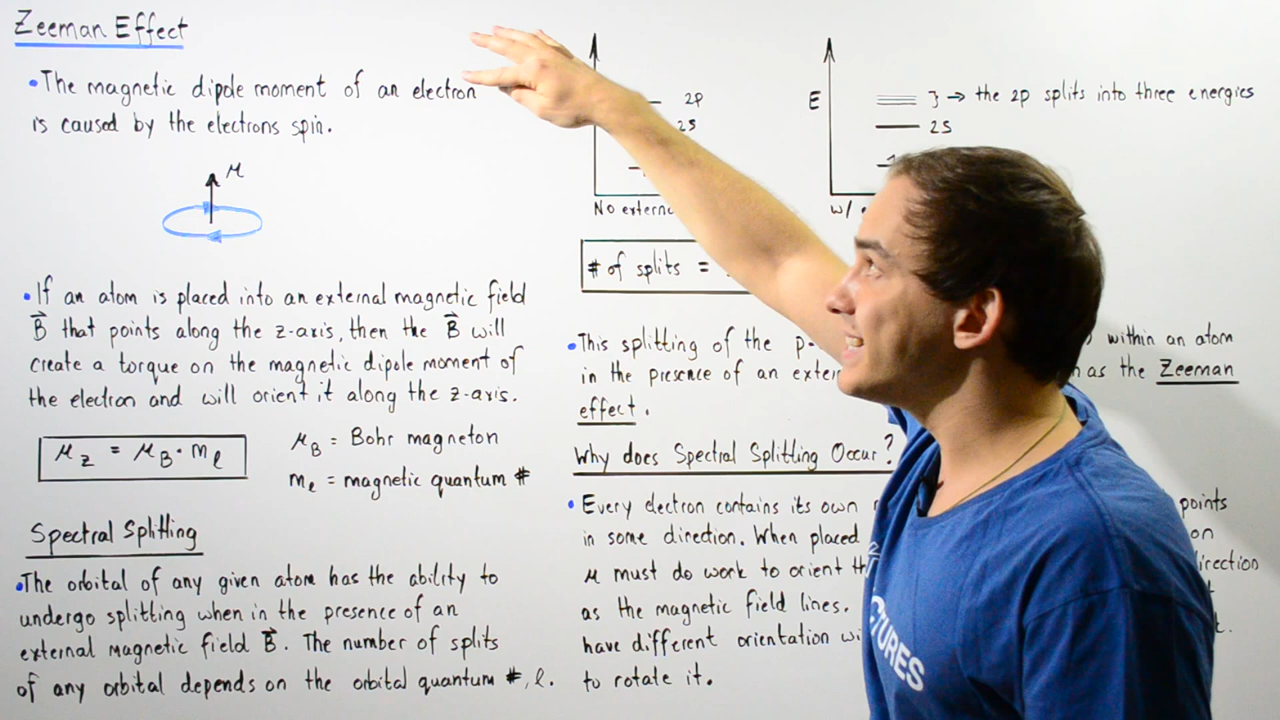 Zeeman Effect
•The magnetic dipole moment of an electron
is caused by the electrons spin.
μ
•If an atom is placed into an external magnetic field
B⃗ that points along the z-axis, then the B⃗ will
create a torque on the magnetic dipole moment of
the electron and will orient it along the z-axis.
μz = μB · mℓ
μB = Bohr magneton
mℓ = magnetic quantum #
Spectral Splitting
•The orbital of any given atom has the ability to
undergo splitting when in the presence of an
external magnetic field B⃗. The number of splits
of any orbital depends on the orbital quantum #, ℓ.
2p
2s
No
E
} → the 2p splits into three energies
2s
w/
# of splits =
•This splitting of the
within an atom
in the presence of an
as the Zeeman
effect.
Why does Spectral Splitting Occur?
•Every electron contains its own
points
in some direction. When placed
on
μ must do work to orient
as the magnetic field lines.
have different orientation
to rotate it.